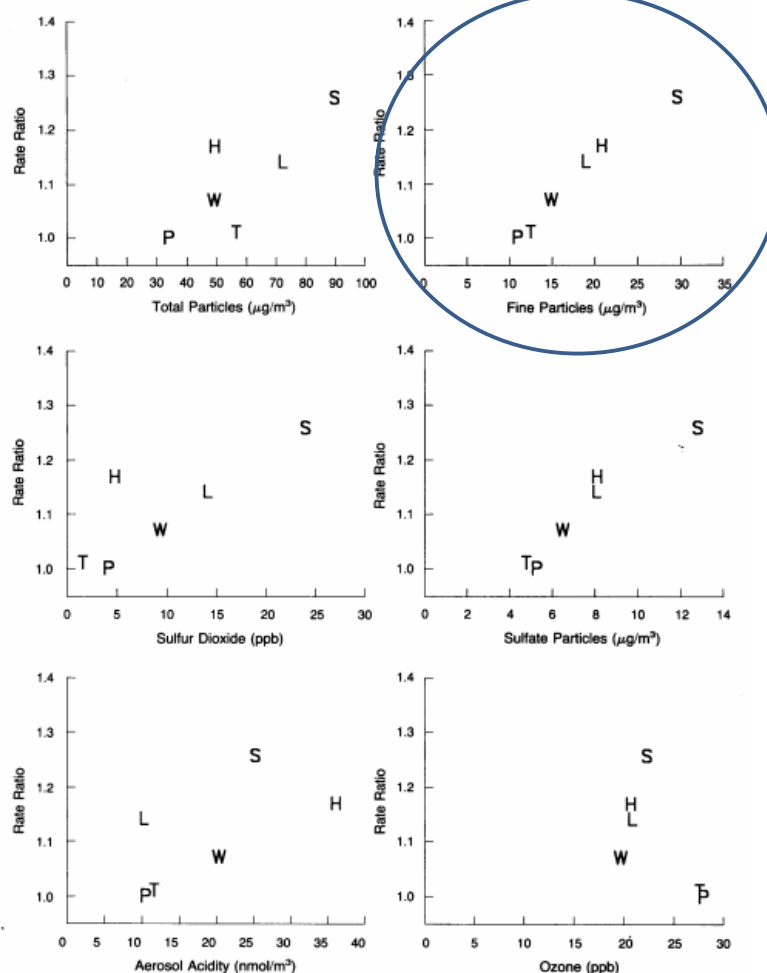 1.4
1.3
1.2
1.1
1.0
Rate Ratio
S
H
L
W
P
T
0 10 20 30 40 50 60 70 80 90 100
Total Particles (μg/m³)
1.4
1.3
1.2
1.1
1.0
Rate Ratio
S
H
L
W
P T
0 5 10 15 20 25 30 35
Fine Particles (μg/m³)
1.4
1.3
1.2
1.1
1.0
Rate Ratio
S
H
L
W
T P
0 5 10 15 20 25 30
Sulfur Dioxide (ppb)
1.4
1.3
1.2
1.1
1.0
Rate Ratio
S
H
L
W
T P
0 2 4 6 8 10 12 14
Sulfate Particles (μg/m³)
1.4
1.3
1.2
1.1
1.0
Rate Ratio
S
H
L
W
P T
0 5 10 15 20 25 30 35 40
Aerosol Acidity (nmol/m³)
1.4
1.3
1.2
1.1
1.0
Rate Ratio
S
H
L
W
T P
0 5 10 15 20 25 30
Ozone (ppb)